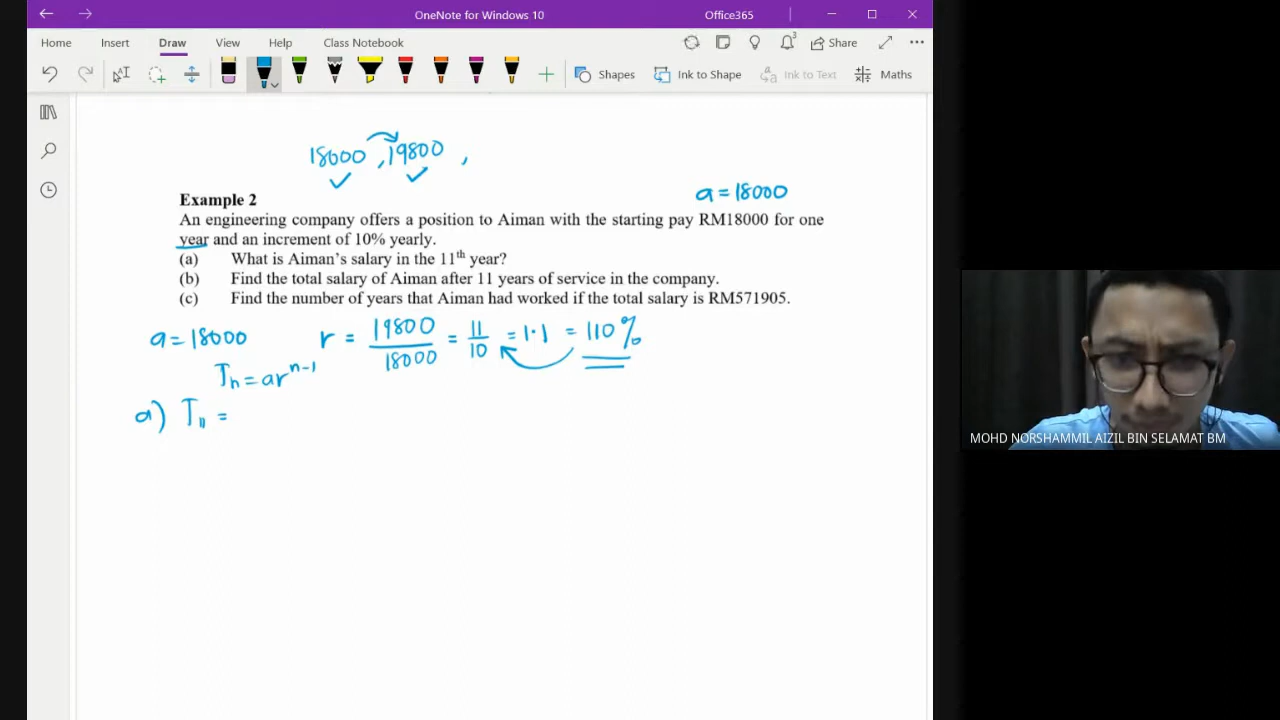 OneNote for Windows 10
Office365
Home Insert Draw View Help Class Notebook
3
Share
Shapes Ink to Shape Ink to Text Maths
18000 , 19800 ,
a = 18000
Example 2
An engineering company offers a position to Aiman with the starting pay RM18000 for one
year and an increment of 10% yearly.
(a) What is Aiman's salary in the 11th year?
(b) Find the total salary of Aiman after 11 years of service in the company.
(c) Find the number of years that Aiman had worked if the total salary is RM571905.
a = 18000 r = 19800/18000 = 11/10 = 1.1 = 110%
Tn = ar^n-1
a) T11 =
MOHD NORSHAMMIL AIZIL BIN SELAMAT BM